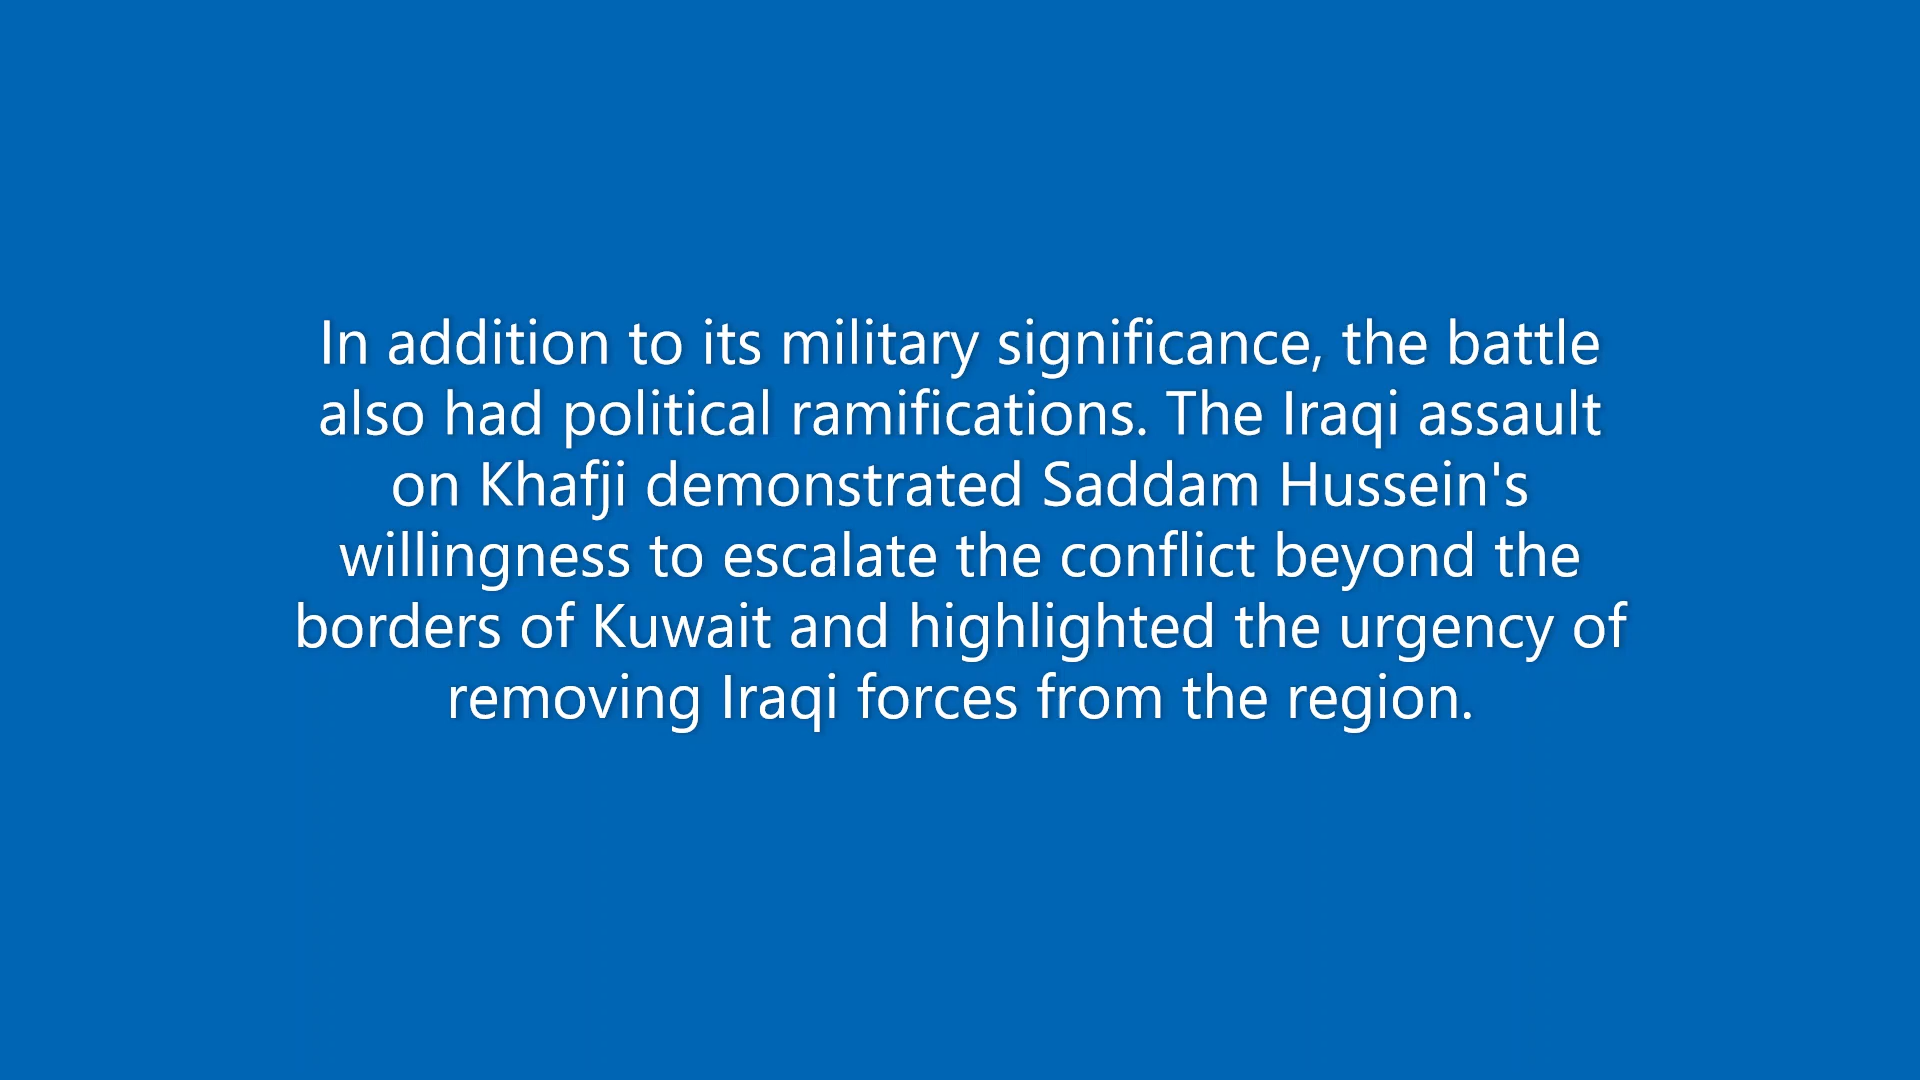 In addition to its military significance, the battle
also had political ramifications. The Iraqi assault
on Khafji demonstrated Saddam Hussein's
willingness to escalate the conflict beyond the
borders of Kuwait and highlighted the urgency of
removing Iraqi forces from the region.